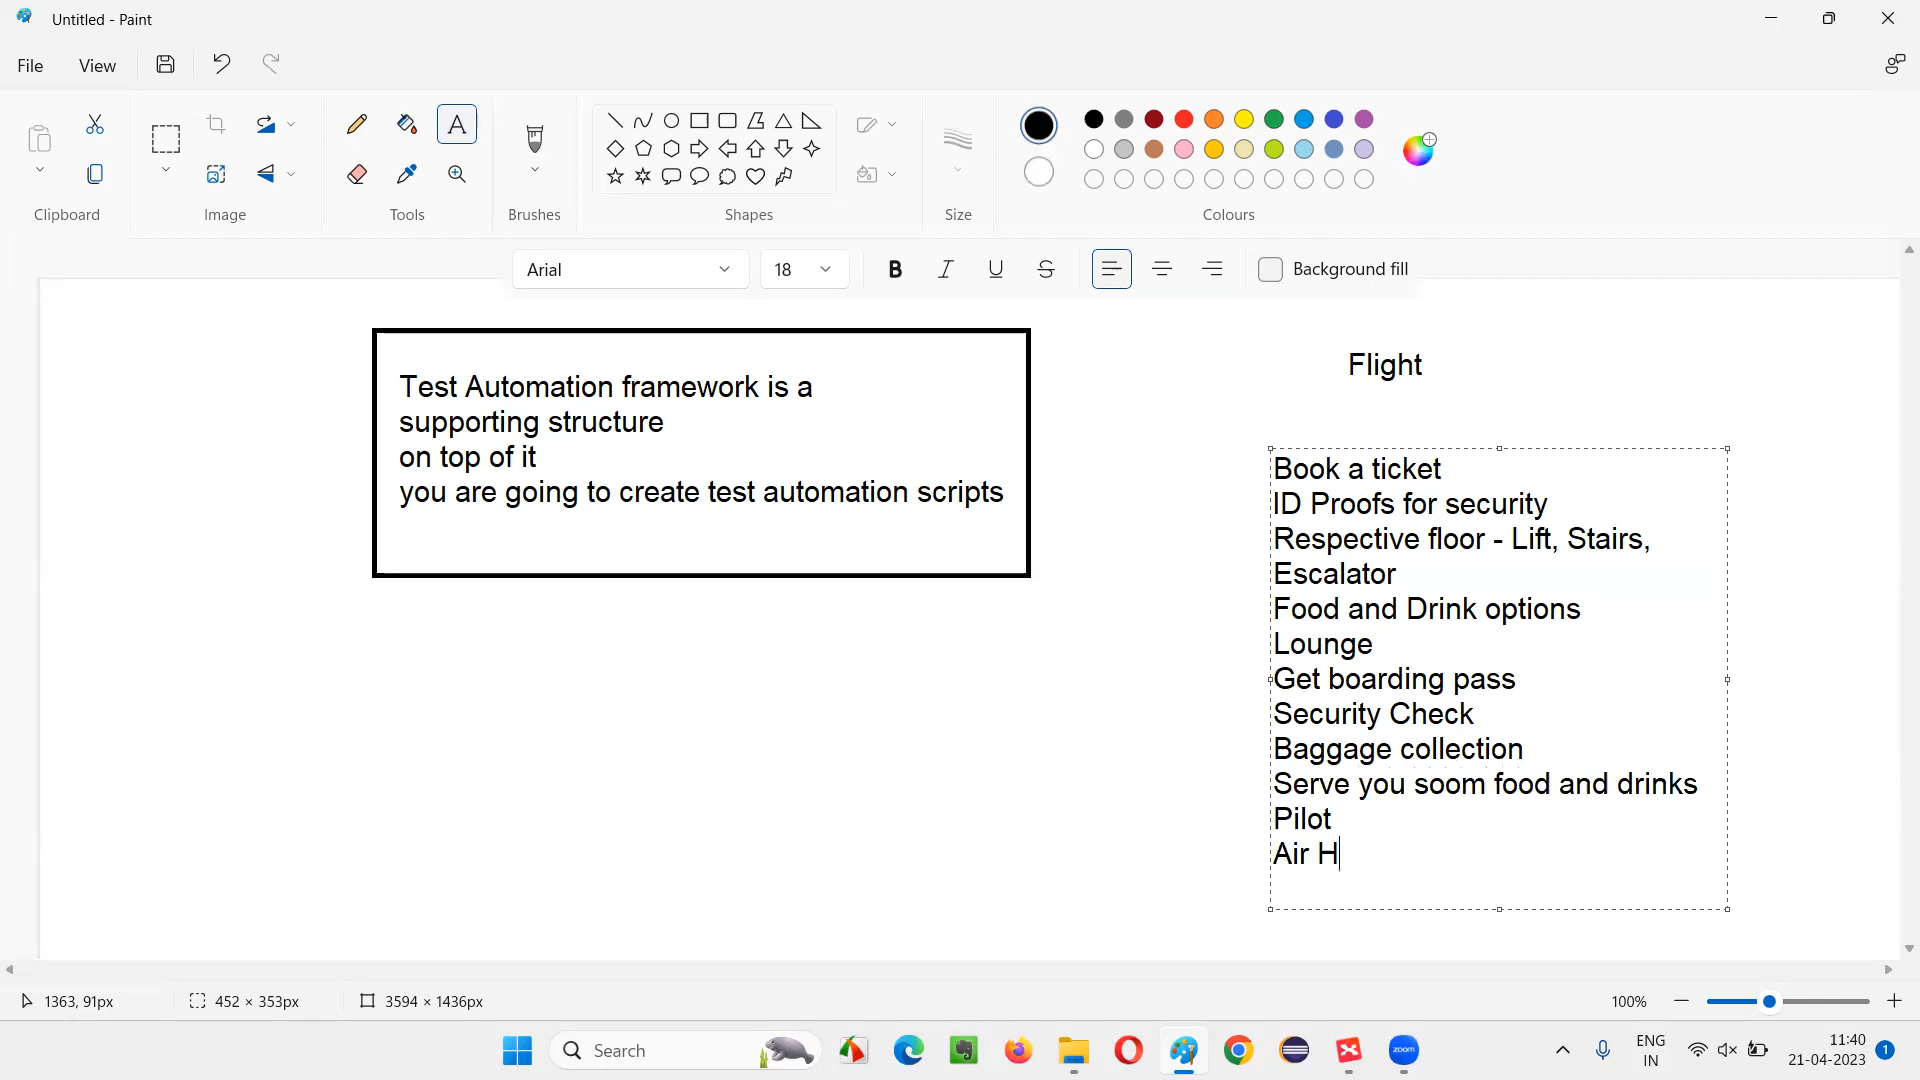 Untitled - Paint
File
View
Clipboard
Image
Tools
Brushes
Shapes
Size
Colours
Arial
18
B
I
U
S
Background fill
Test Automation framework is a
supporting structure
on top of it
you are going to create test automation scripts
Flight
Book a ticket
ID Proofs for security
Respective floor - Lift, Stairs,
Escalator
Food and Drink options
Lounge
Get boarding pass
Security Check
Baggage collection
Serve you soom food and drinks
Pilot
Air H
1363, 91px
452 × 353px
3594 × 1436px
100%
Search
zoom
ENG
IN
11:40
21-04-2023
1